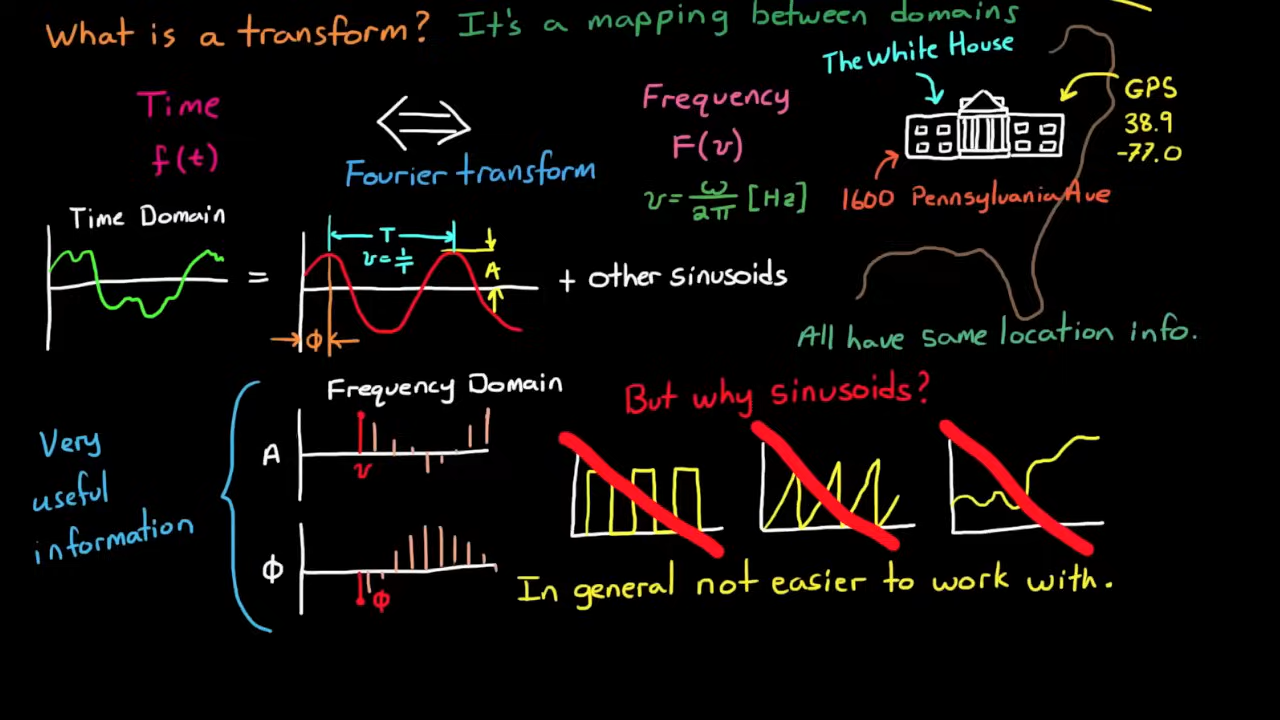 What is a transform? It's a mapping between domains
Time
f(t)
Fourier transform
Frequency
F(v)
v = ω/2π [Hz]
The White House
GPS
38.9
-77.0
1600 Pennsylvania Ave
All have same location info.
Time Domain
=
T
v = 1/T
A
ϕ
+ other sinusoids
Very
useful
information
Frequency Domain
A
v
Φ
ϕ
But why sinusoids?
In general not easier to work with.